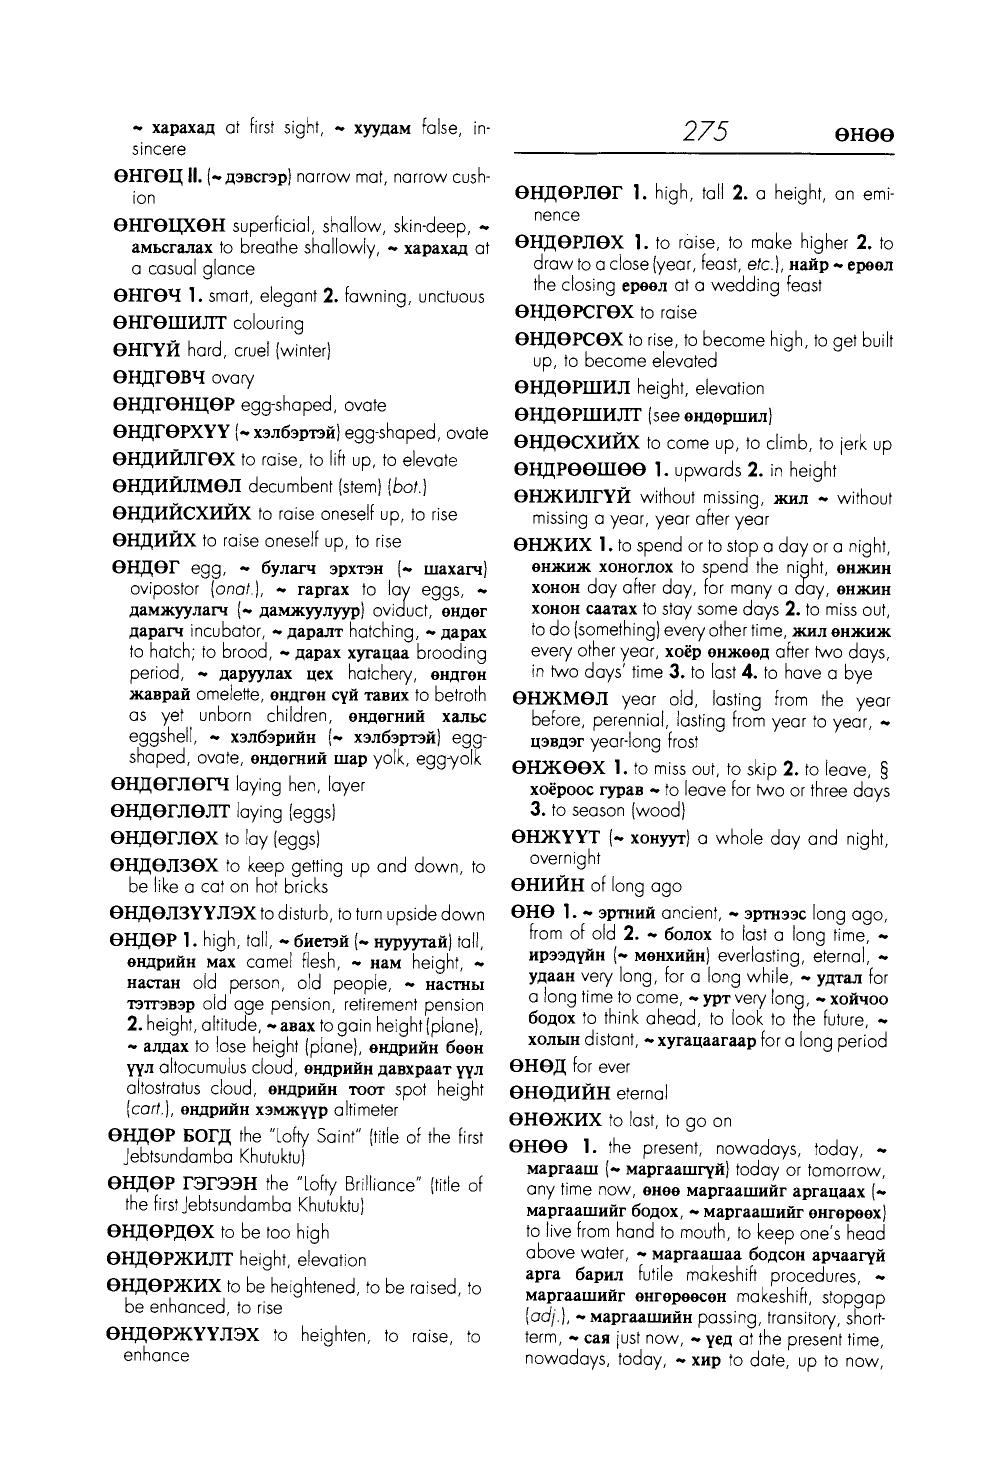 ~ харахад at first sight, ~ хуудам false, in-
sincere
ӨНГӨЦ II. (~ дэвсгэр) narrow mat, narrow cush-
ion
ӨНГӨЦХӨН superficial, shallow, skin-deep, ~
амьсгалах to breathe shallowly, ~ харахад at
a casual glance
ӨНГӨЧ 1. smart, elegant 2. fawning, unctuous
ӨНГӨШИЛТ colouring
ӨНГҮЙ hard, cruel (winter)
ӨНДГӨВЧ ovary
ӨНДГӨНЦӨР egg-shaped, ovate
ӨНДГӨРХҮҮ (~ хэлбэртэй) egg-shaped, ovate
ӨНДИЙЛГӨХ to raise, to lift up, to elevate
ӨНДИЙЛМӨЛ decumbent (stem) (bot.)
ӨНДИЙСХИЙХ to raise oneself up, to rise
ӨНДИЙХ to raise oneself up, to rise
ӨНДӨГ egg, ~ булагч эрхтэн (~ шахагч)
ovipostor (anat.), ~ гаргах to lay eggs, ~
дамжуулагч (~ дамжуулуур) oviduct, өндөг
дарагч incubator, ~ даралт hatching, ~ дарах
to hatch; to brood, ~ дарах хугацаа brooding
period, ~ даруулах цех hatchery, өндгөн
жаврай omelette, өндгөн сүй тавих to betroth
as yet unborn children, өндөгний хальс
eggshell, ~ хэлбэрийн (~ хэлбэртэй) egg-
shaped, ovate, өндөгний шар yolk, egg-yolk
ӨНДӨГЛӨГЧ laying hen, layer
ӨНДӨГЛӨЛТ laying (eggs)
ӨНДӨГЛӨХ to lay (eggs)
ӨНДӨЛЗӨХ to keep getting up and down, to
be like a cat on hot bricks
ӨНДӨЛЗҮҮЛЭХ to disturb, to turn upside down
ӨНДӨР 1. high, tall, ~ биетэй (~ нуруутай) tall,
өндрийн мах camel flesh, ~ нам height, ~
настан old person, old people, ~ настны
тэтгэвэр old age pension, retirement pension
2. height, altitude, ~ авах to gain height (plane),
~ алдах to lose height (plane), өндрийн бөөн
үүл altocumulus cloud, өндрийн давхраат үүл
altostratus cloud, өндрийн тоот spot height
(cart.), өндрийн хэмжүүр altimeter
ӨНДӨР БОГД the "Lofty Saint" (title of the first
Jebtsundamba Khutuktu)
ӨНДӨР ГЭГЭЭН the "Lofty Brilliance" (title of
the first Jebtsundamba Khutuktu)
ӨНДӨРДӨХ to be too high
ӨНДӨРЖИЛТ height, elevation
ӨНДӨРЖИХ to be heightened, to be raised, to
be enhanced, to rise
ӨНДӨРЖҮҮЛЭХ to heighten, to raise, to
enhance
275 ӨНӨӨ
ӨНДӨРЛӨГ 1. high, tall 2. a height, an emi-
nence
ӨНДӨРЛӨХ 1. to raise, to make higher 2. to
draw to a close (year, feast, etc.), найр ~ ерөөл
the closing ерөөл at a wedding feast
ӨНДӨРСГӨХ to raise
ӨНДӨРСӨХ to rise, to become high, to get built
up, to become elevated
ӨНДӨРШИЛ height, elevation
ӨНДӨРШИЛТ (see өндөршил)
ӨНДӨСХИЙХ to come up, to climb, to jerk up
ӨНДРӨӨШӨӨ 1. upwards 2. in height
ӨНЖИЛГҮЙ without missing, жил ~ without
missing a year, year after year
ӨНЖИХ 1. to spend or to stop a day or a night,
өнжиж хоноглох to spend the night, өнжин
хонон day after day, for many a day, өнжин
хонон саатах to stay some days 2. to miss out,
to do (something) every other time, жил өнжиж
every other year, хоёр өнжөөд after two days,
in two days' time 3. to last 4. to have a bye
ӨНЖМӨЛ year old, lasting from the year
before, perennial, lasting from year to year, ~
цэвдэг year-long frost
ӨНЖӨӨХ 1. to miss out, to skip 2. to leave, §
хоёроос гурав ~ to leave for two or three days
3. to season (wood)
ӨНЖҮҮТ (~ хонуут) a whole day and night,
overnight
ӨНИЙН of long ago
ӨНӨ 1. ~ эртний ancient, ~ эртнээс long ago,
from of old 2. ~ болох to last a long time, ~
ирээдүйн (~ мөнхийн) everlasting, eternal, ~
удаан very long, for a long while, ~ удтал for
a long time to come, ~ урт very long, ~ хойчоо
бодох to think ahead, to look to the future, ~
холын distant, ~ хугацаагаар for a long period
ӨНӨД for ever
ӨНӨДИЙН eternal
ӨНӨЖИХ to last, to go on
ӨНӨӨ 1. the present, nowadays, today, ~
маргааш (~ маргаашгүй) today or tomorrow,
any time now, өнөө маргаашийг аргацаах (~
маргаашийг бодох, ~ маргаашийг өнгөрөөх)
to live from hand to mouth, to keep one's head
above water, ~ маргаашаа бодсон арчаагүй
арга барил futile makeshift procedures, ~
маргаашийг өнгөрөөсөн makeshift, stopgap
(adj.), ~ маргаашийн passing, transitory, short-
term, ~ сая just now, ~ үед at the present time,
nowadays, today, ~ хир to date, up to now,